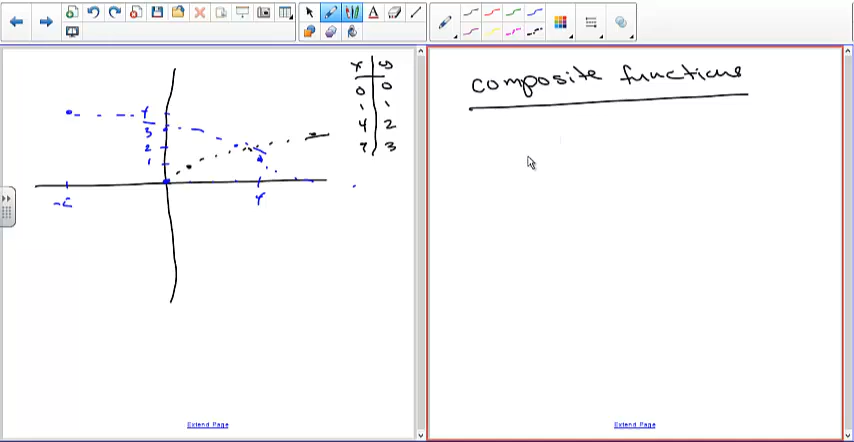 x y
0 0
1 1
4 2
9 3
4
3
2
1
4
composite functions
Extend Page
Extend Page